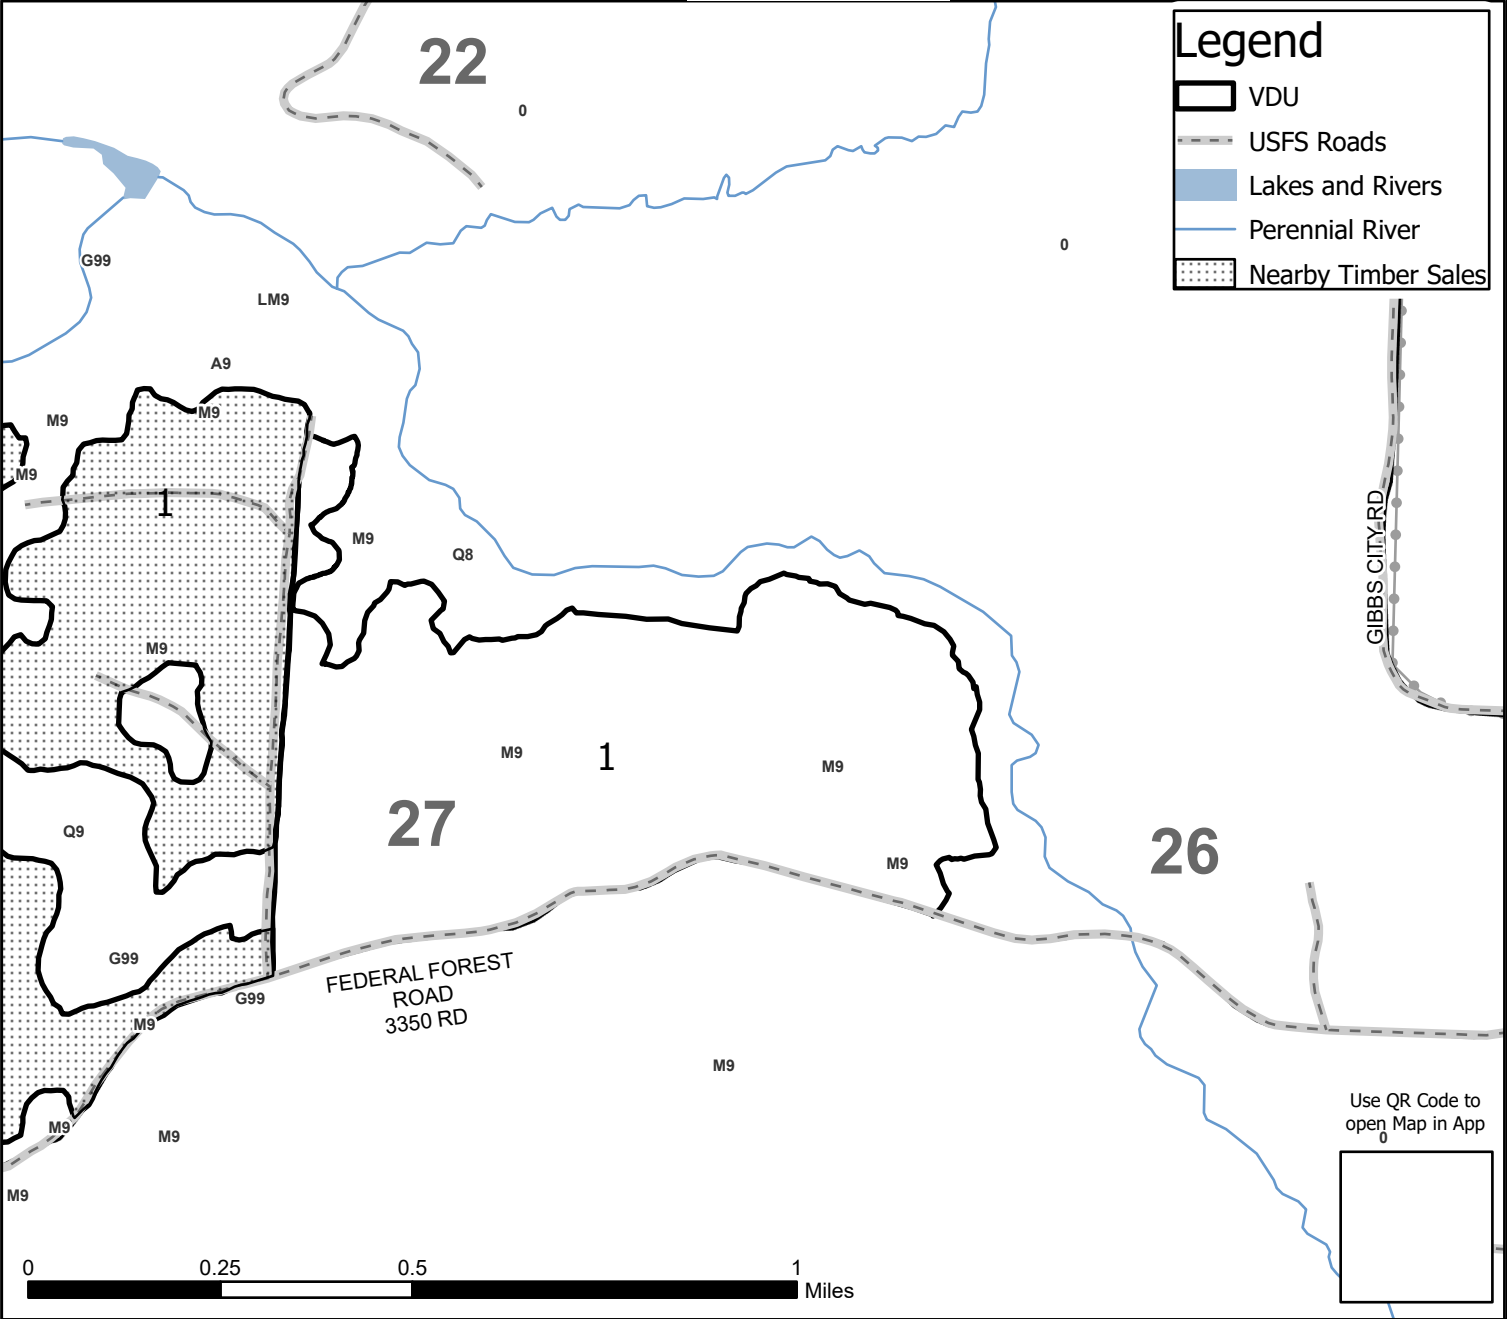 22
0
Legend
VDU
USFS Roads
Lakes and Rivers
Perennial River
Nearby Timber Sales
0
G99
LM9
A9
M9
M9
M9
1
M9
Q8
GIBBS CITY RD
M9
M9
1
M9
27
Q9
M9
26
G99
G99
FEDERAL FOREST
ROAD
3350 RD
M9
M9
M9
M9
M9
Use QR Code to
open Map in App
0
0
0.25
0.5
1
Miles